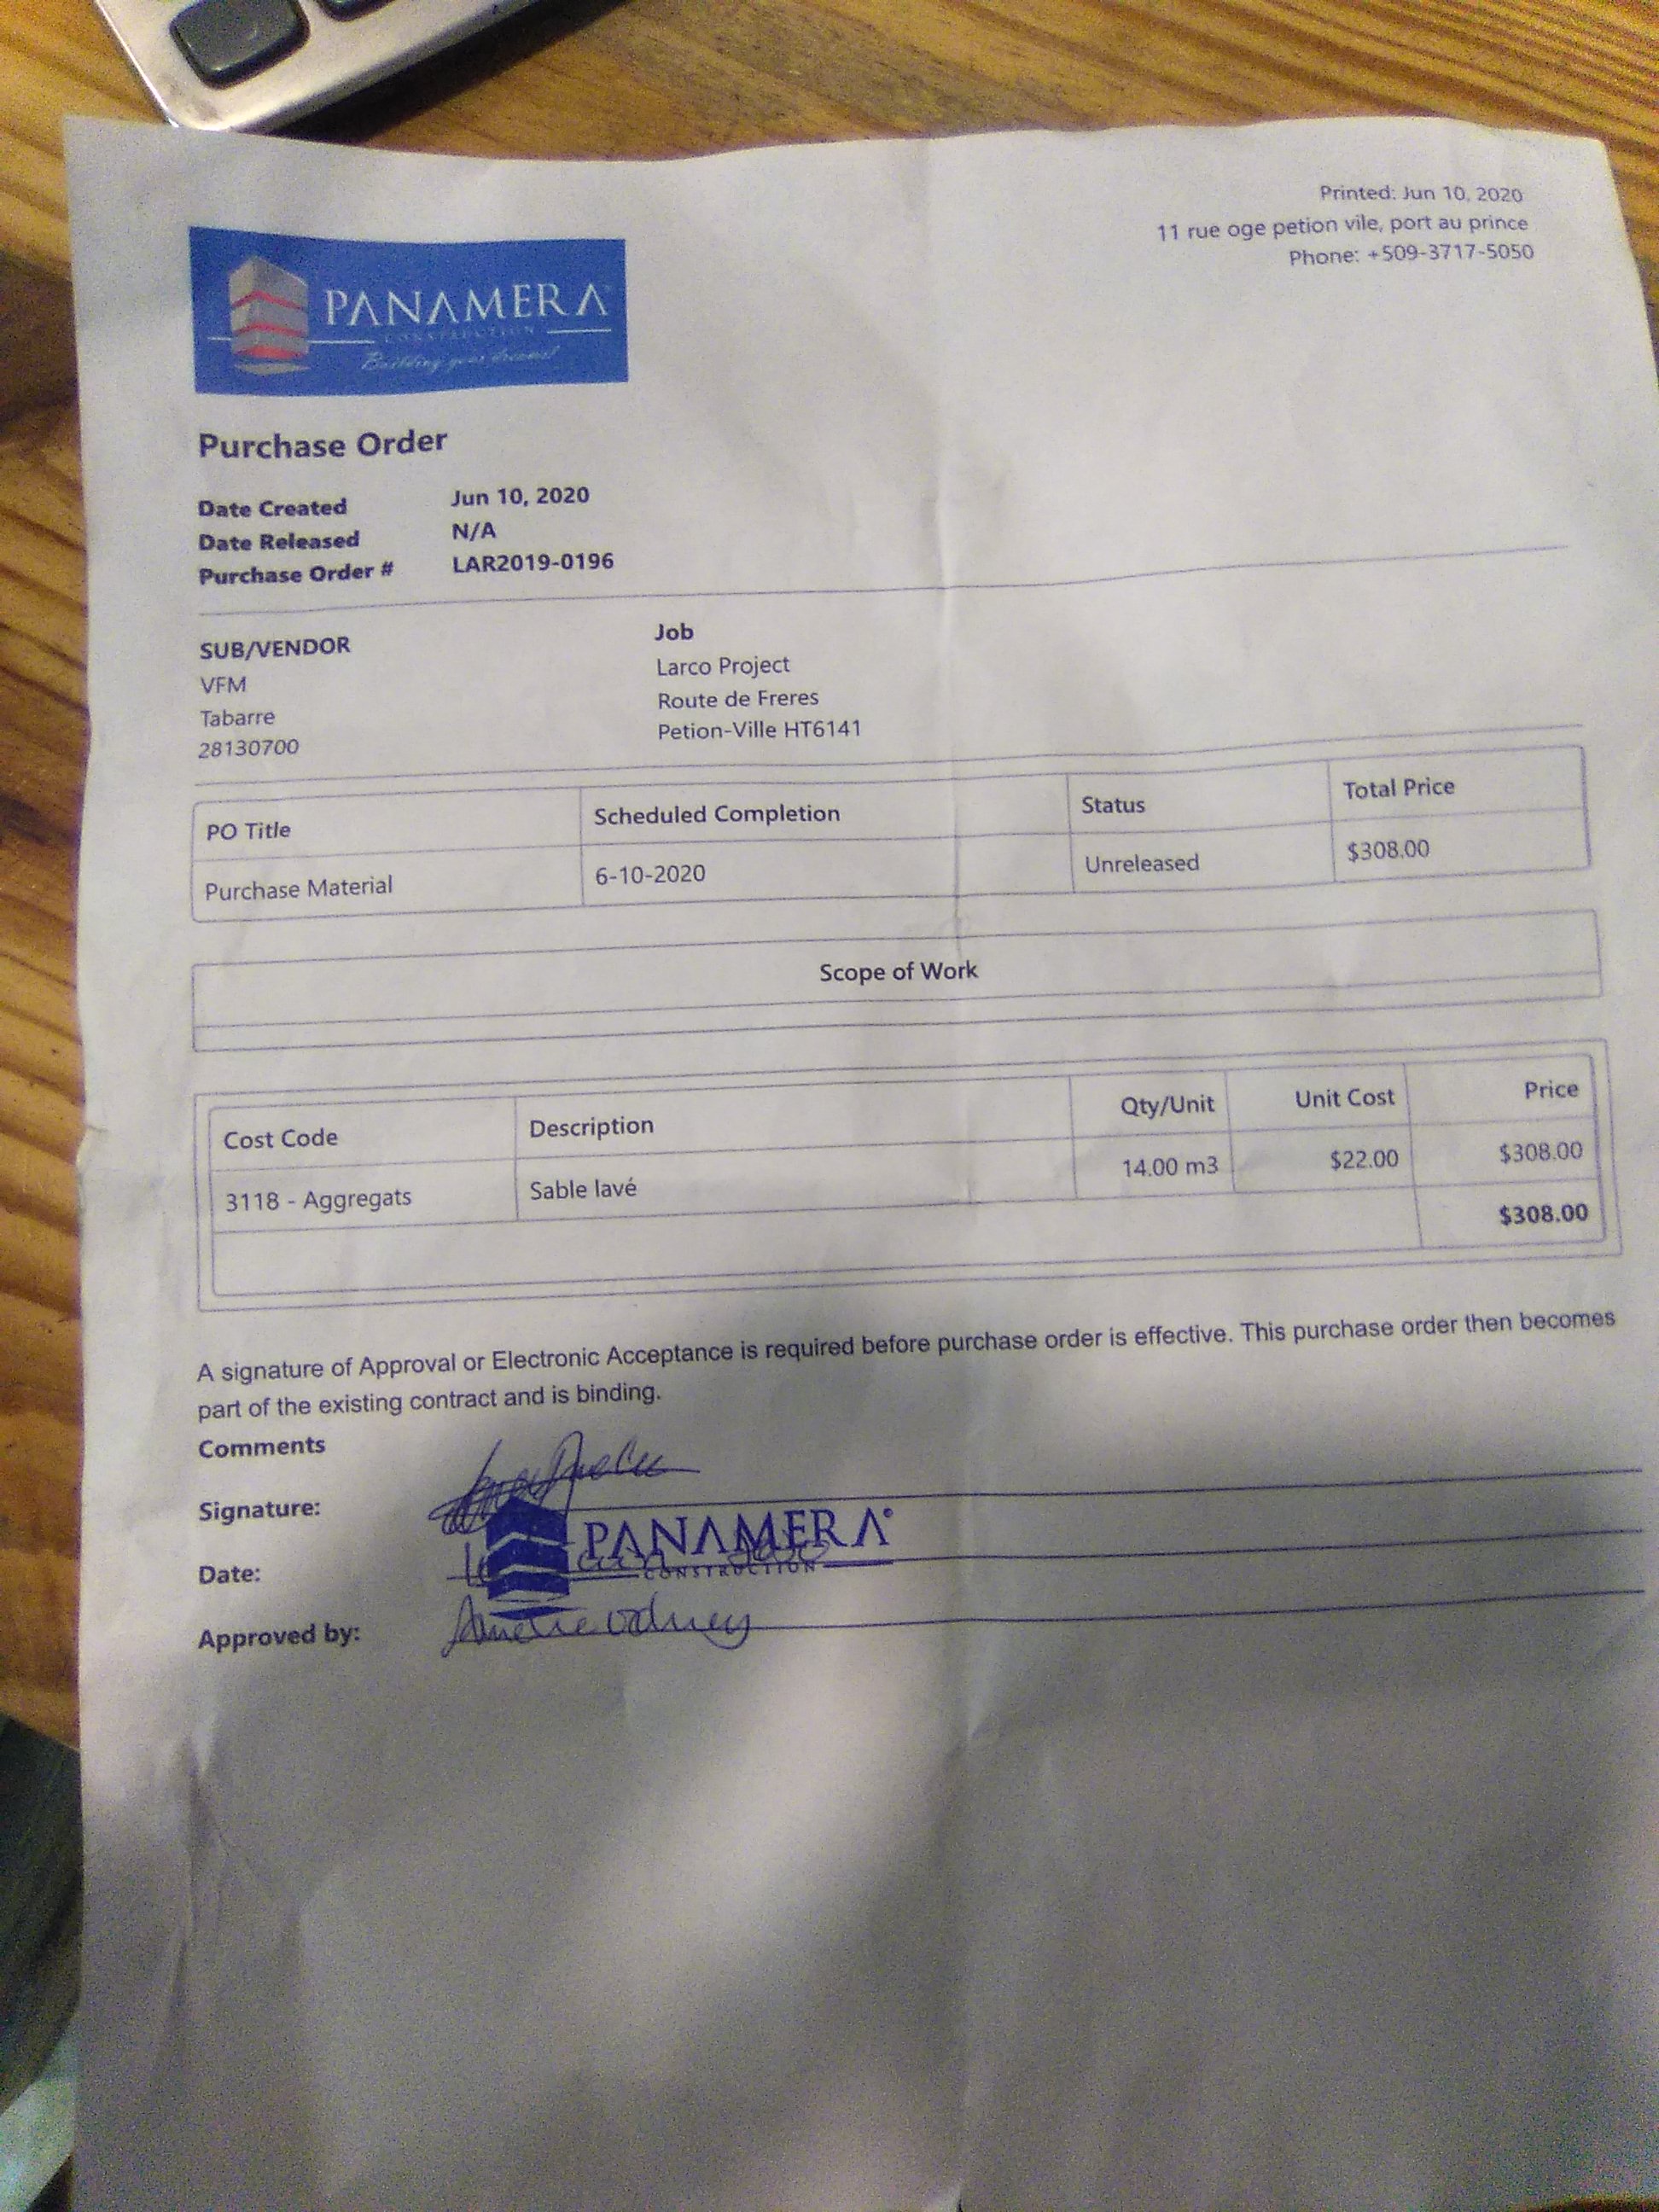 Printed: Jun 10, 2020
11 rue oge petion vile, port au prince
Phone: +509-3717-5050
PANAMERA
CONSTRUCTION
Building your dreams!
Purchase Order
Date Created Jun 10, 2020
Date Released N/A
Purchase Order # LAR2019-0196
SUB/VENDOR
VFM
Tabarre
28130700
Job
Larco Project
Route de Freres
Petion-Ville HT6141
PO Title Scheduled Completion Status Total Price
Purchase Material 6-10-2020 Unreleased $308.00
Scope of Work
Cost Code Description Qty/Unit Unit Cost Price
3118 - Aggregats Sable lavé 14.00 m3 $22.00 $308.00
$308.00
A signature of Approval or Electronic Acceptance is required before purchase order is effective. This purchase order then becomes
part of the existing contract and is binding.
Comments
Signature:
PANAMERA
CONSTRUCTION
Date:
Approved by: